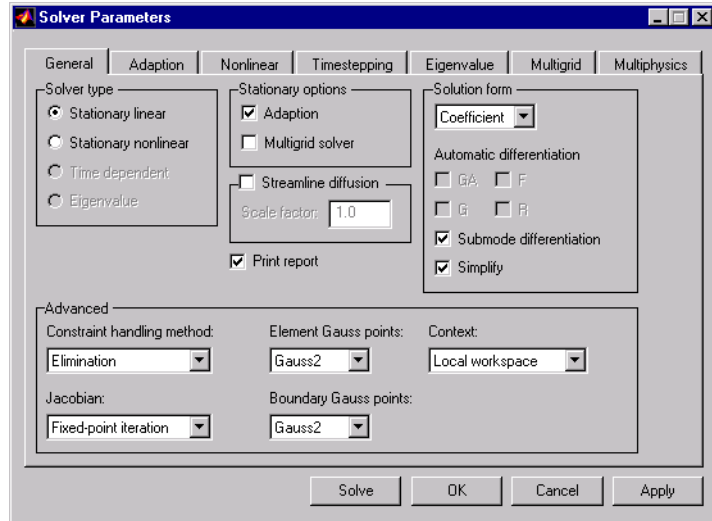 Solver Parameters
General Adaption Nonlinear Timestepping Eigenvalue Multigrid Multiphysics
Solver type
Stationary linear
Stationary nonlinear
Time dependent
Eigenvalue
Stationary options
Adaption
Multigrid solver
Streamline diffusion
Scale factor: 1.0
Print report
Solution form
Coefficient
Automatic differentiation
GA F
G R
Submode differentiation
Simplify
Advanced
Constraint handling method: Element Gauss points: Context:
Elimination Gauss2 Local workspace
Jacobian: Boundary Gauss points:
Fixed-point iteration Gauss2
Solve OK Cancel Apply